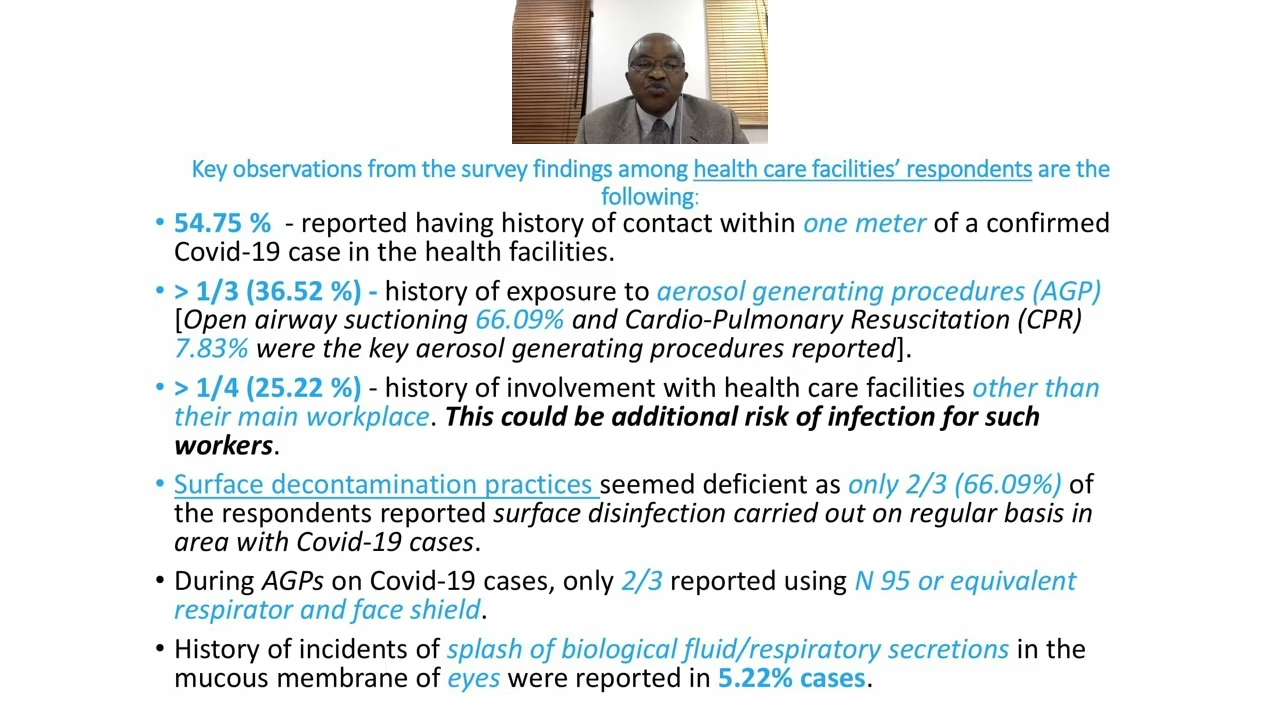 Key observations from the survey findings among health care facilities’ respondents are the
following:
• 54.75 % - reported having history of contact within one meter of a confirmed
Covid-19 case in the health facilities.
• > 1/3 (36.52 %) - history of exposure to aerosol generating procedures (AGP)
[Open airway suctioning 66.09% and Cardio-Pulmonary Resuscitation (CPR)
7.83% were the key aerosol generating procedures reported].
• > 1/4 (25.22 %) - history of involvement with health care facilities other than
their main workplace. This could be additional risk of infection for such
workers.
• Surface decontamination practices seemed deficient as only 2/3 (66.09%) of
the respondents reported surface disinfection carried out on regular basis in
area with Covid-19 cases.
• During AGPs on Covid-19 cases, only 2/3 reported using N 95 or equivalent
respirator and face shield.
• History of incidents of splash of biological fluid/respiratory secretions in the
mucous membrane of eyes were reported in 5.22% cases.